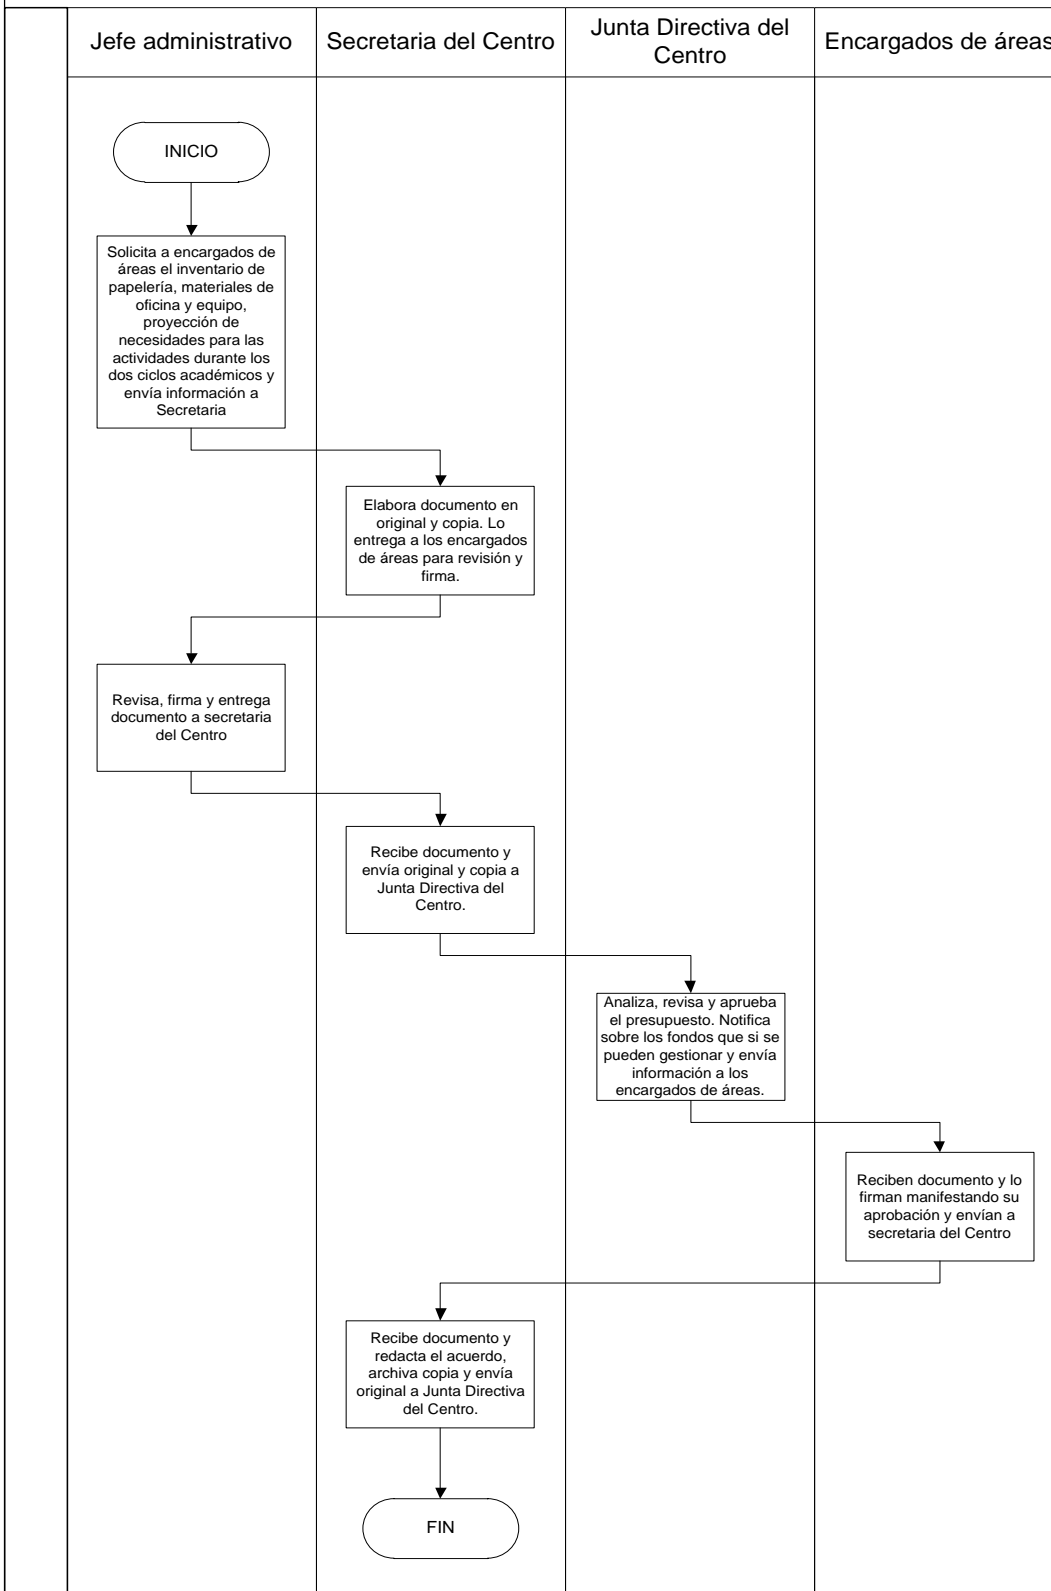 Jefe administrativo
Secretaria del Centro
Junta Directiva del
Centro
Encargados de áreas
INICIO
Solicita a encargados de
áreas el inventario de
papelería, materiales de
oficina y equipo,
proyección de
necesidades para las
actividades durante los
dos ciclos académicos y
envía información a
Secretaria
Elabora documento en
original y copia. Lo
entrega a los encargados
de áreas para revisión y
firma.
Revisa, firma y entrega
documento a secretaria
del Centro
Recibe documento y
envía original y copia a
Junta Directiva del
Centro.
Analiza, revisa y aprueba
el presupuesto. Notifica
sobre los fondos que si se
pueden gestionar y envía
información a los
encargados de áreas.
Reciben documento y lo
firman manifestando su
aprobación y envían a
secretaria del Centro
Recibe documento y
redacta el acuerdo,
archiva copia y envía
original a Junta Directiva
del Centro.
FIN